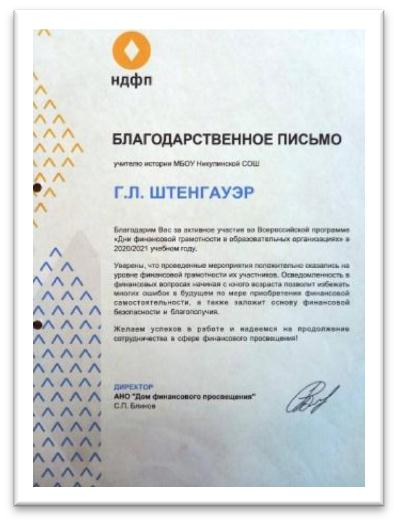 ндфп
БЛАГОДАРСТВЕННОЕ ПИСЬМО
учителю истории МБОУ Никулинской СОШ
Г.Л. ШТЕНГАУЭР
Благодарим Вас за активное участие во Всероссийской программе
«Дни финансовой грамотности в образовательных организациях» в
2020/2021 учебном году.
Уверены, что проведенные мероприятия положительно сказались на
уровне финансовой грамотности их участников. Осведомленность в
финансовых вопросах начиная с юного возраста позволит избежать
многих ошибок в будущем по мере приобретения финансовой
самостоятельности, а также заложит основу финансовой
безопасности и благополучия.
Желаем успехов в работе и надеемся на продолжение
сотрудничества в сфере финансового просвещения!
ДИРЕКТОР
АНО "Дом финансового просвещения"
С.П. Блинов